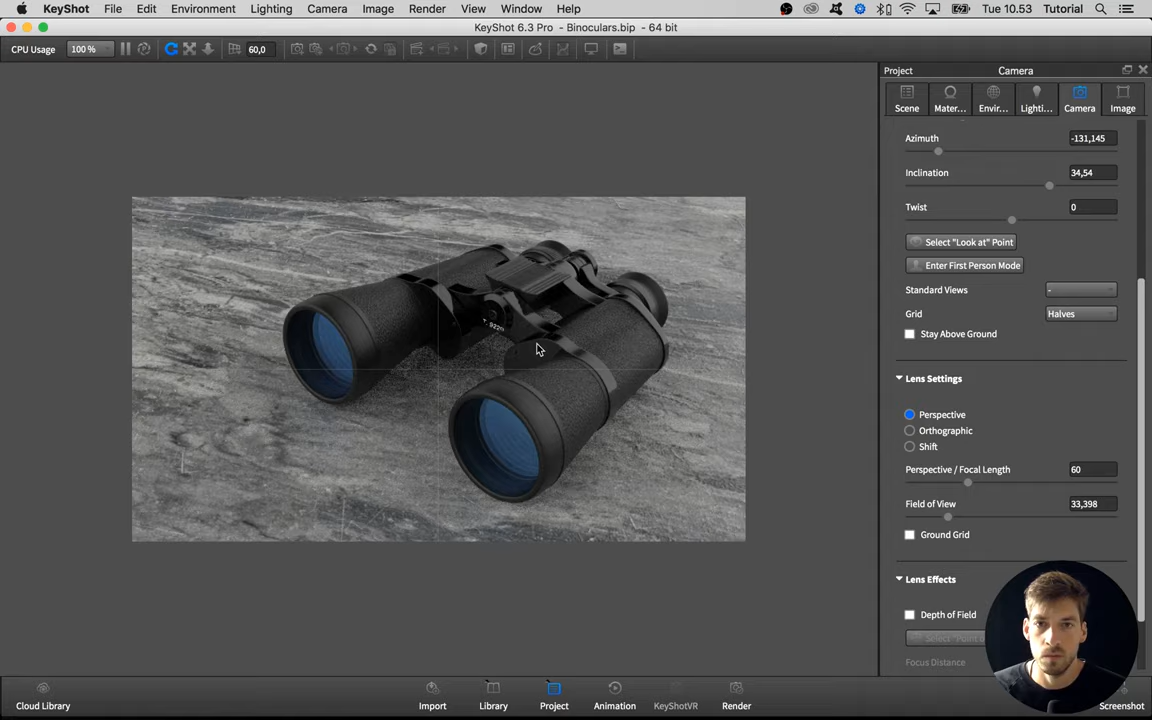 KeyShot File Edit Environment Lighting Camera Image Render View Window Help Tue 10.53 Tutorial
KeyShot 6.3 Pro - Binoculars.bip - 64 bit
CPU Usage 100 % 60,0
Project Camera
Scene Mater... Envir... Lighti... Camera Image
Azimuth -131,145
Inclination 34,54
Twist 0
Select "Look at" Point
Enter First Person Mode
Standard Views -
Grid Halves
Stay Above Ground
Lens Settings
Perspective
Orthographic
Shift
Perspective / Focal Length 60
Field of View 33,398
Ground Grid
Lens Effects
Depth of Field
Select "Point o
Focus Distance
Cloud Library Import Library Project Animation KeyShotVR Render Screenshot